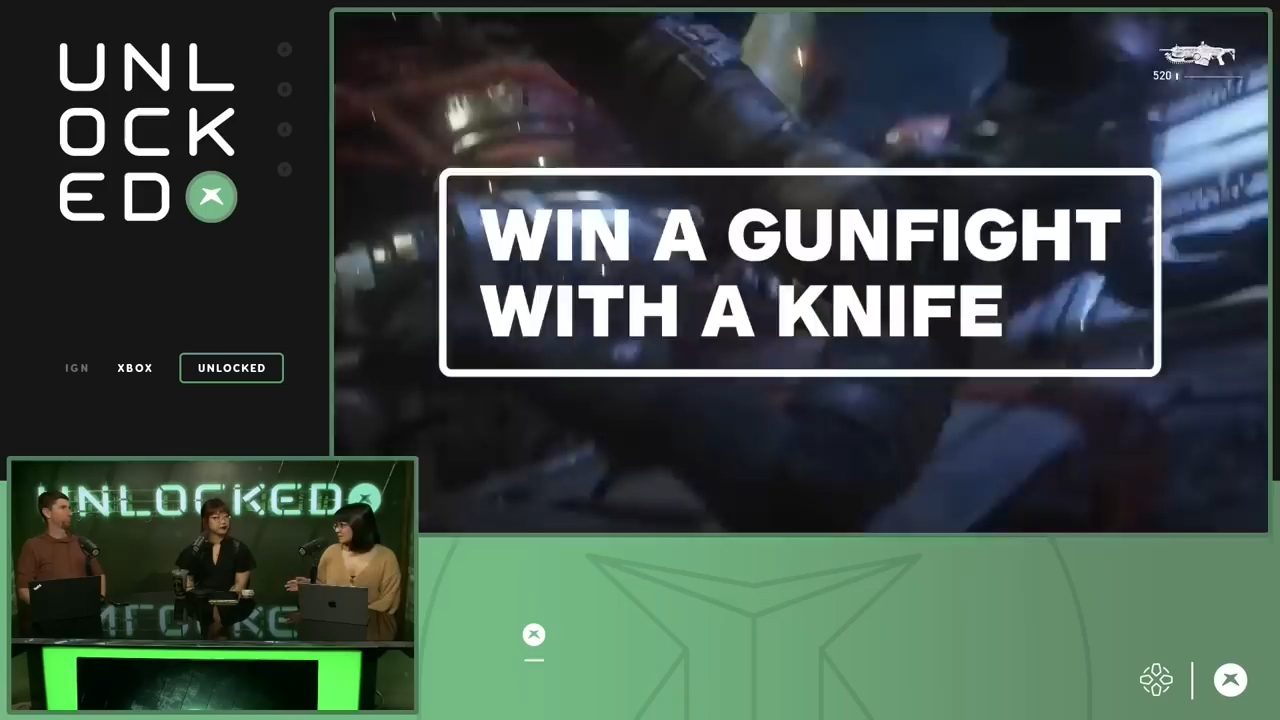 UNL
OCK
ED
IGN XBOX UNLOCKED
520
WIN A GUNFIGHT
WITH A KNIFE
UNLOCKED